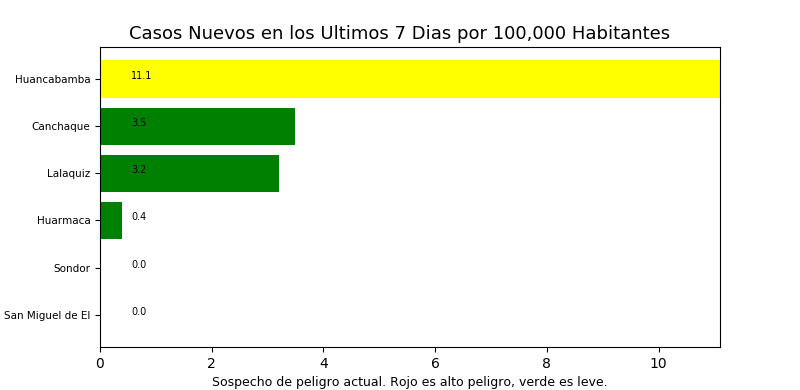 Casos Nuevos en los Ultimos 7 Dias por 100,000 Habitantes
Huancabamba 11.1
Canchaque 3.5
Lalaquiz 3.2
Huarmaca 0.4
Sondor 0.0
San Miguel de El 0.0
0 2 4 6 8 10
Sospecho de peligro actual. Rojo es alto peligro, verde es leve.